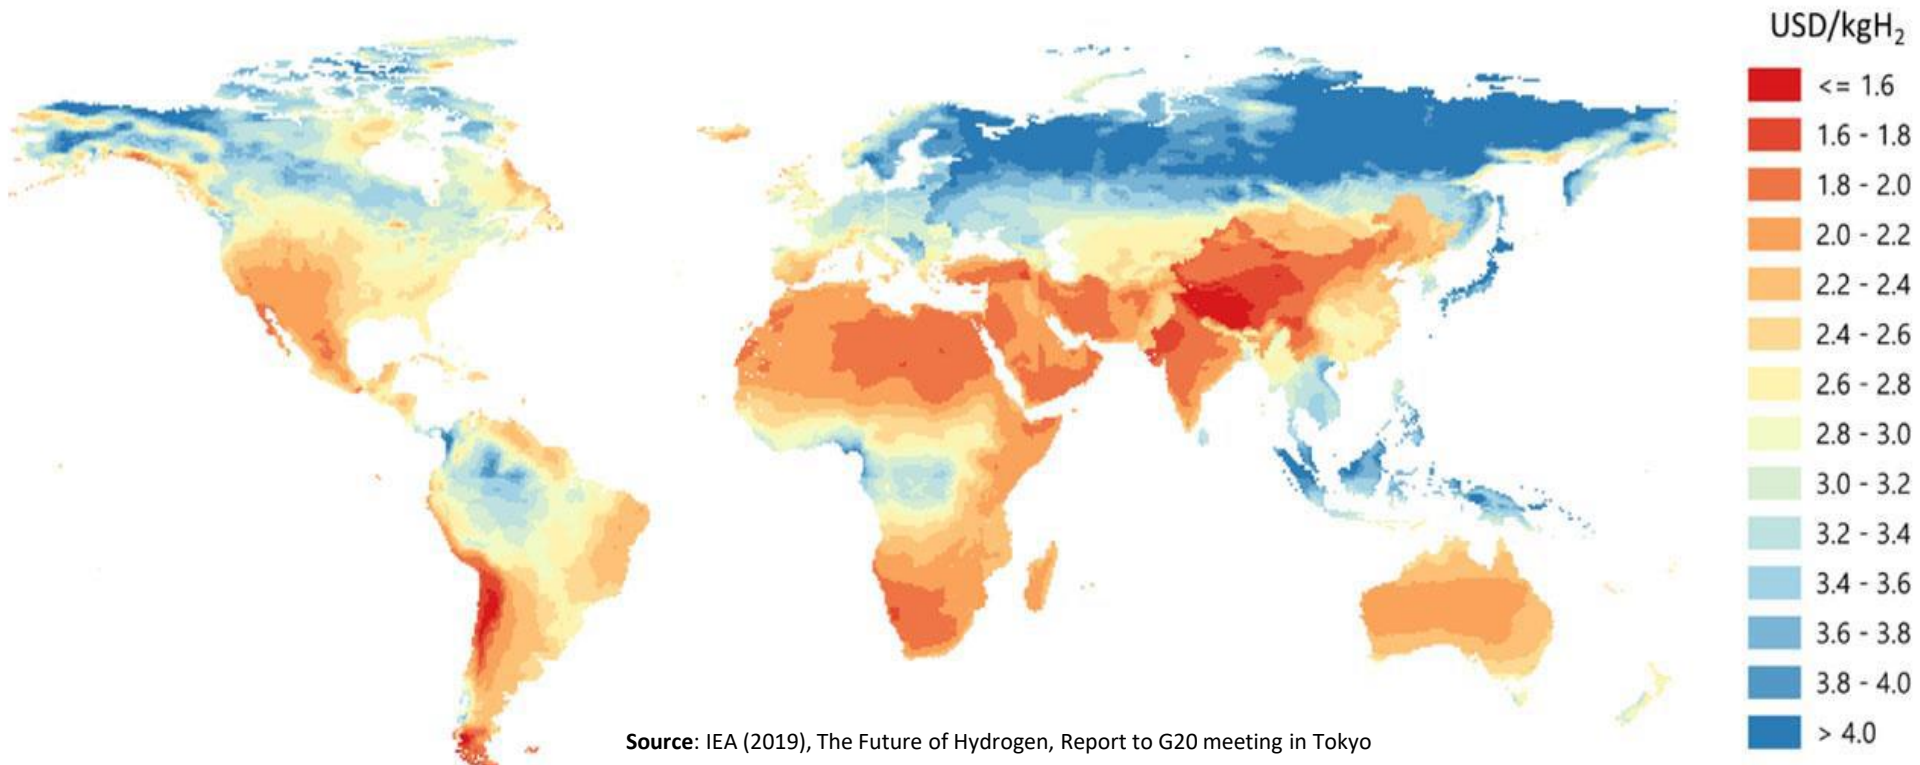 USD/kgH₂
<= 1.6
1.6 - 1.8
1.8 - 2.0
2.0 - 2.2
2.2 - 2.4
2.4 - 2.6
2.6 - 2.8
2.8 - 3.0
3.0 - 3.2
3.2 - 3.4
3.4 - 3.6
3.6 - 3.8
3.8 - 4.0
> 4.0
Source: IEA (2019), The Future of Hydrogen, Report to G20 meeting in Tokyo